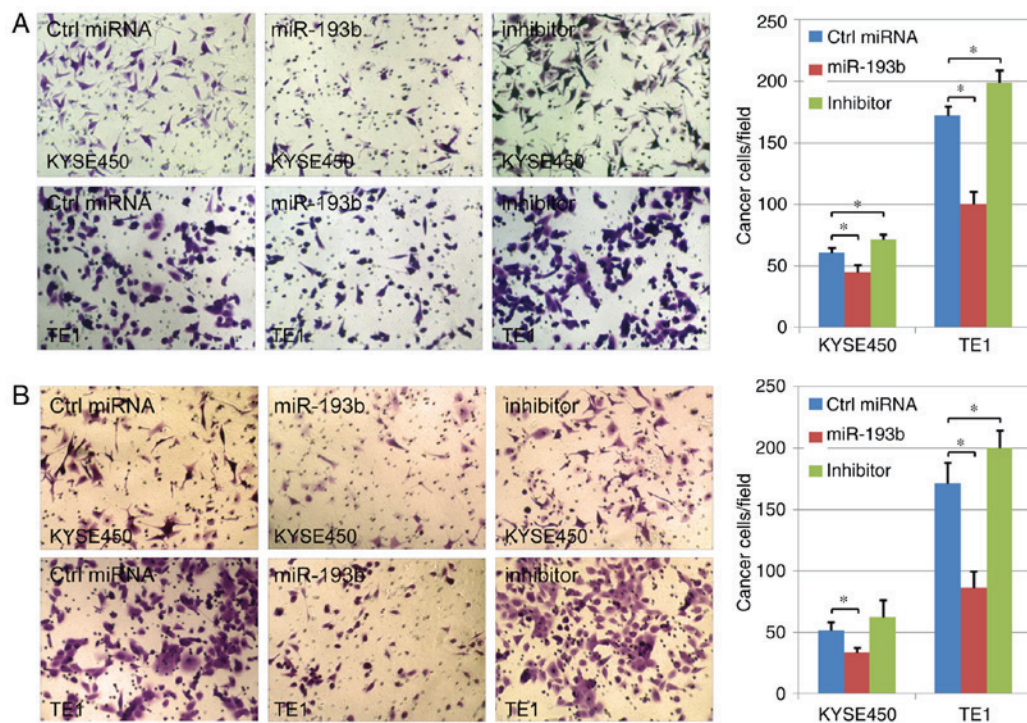 A
Ctrl miRNA
KYSE450
miR-193b
KYSE450
inhibitor
KYSE450
Ctrl miRNA
TE1
miR-193b
TE1
inhibitor
TE1
Cancer cells/field
250
200
150
100
50
0
Ctrl miRNA
miR-193b
Inhibitor
*
*
*
*
KYSE450
TE1
B
Ctrl miRNA
KYSE450
miR-193b
KYSE450
inhibitor
KYSE450
Ctrl miRNA
TE1
miR-193b
TE1
inhibitor
TE1
Cancer cells/field
250
200
150
100
50
0
Ctrl miRNA
miR-193b
Inhibitor
*
*
*
KYSE450
TE1